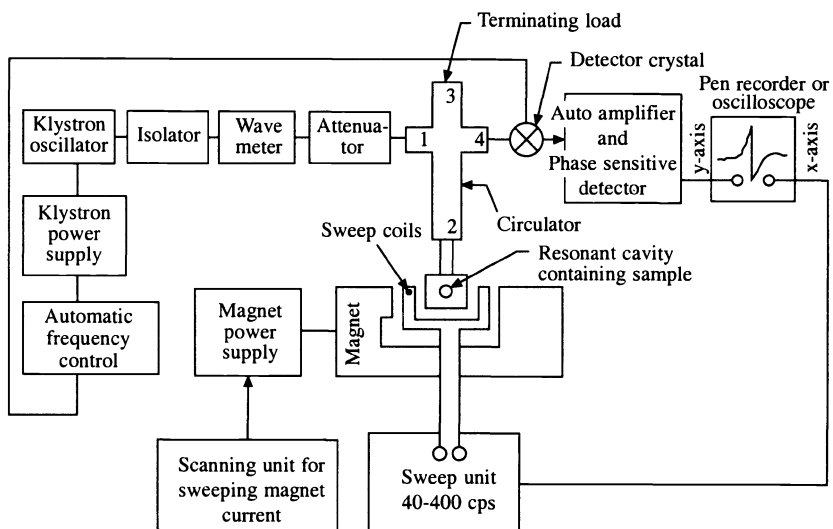 Terminating load
Detector crystal
Pen recorder or
oscilloscope
3
Klystron
oscillator
Isolator
Wave
meter
Attenua-
tor
1
4
Auto amplifier
and
Phase sensitive
detector
y-axis
x-axis
Klystron
power
supply
2
Circulator
Sweep coils
Resonant cavity
containing sample
Automatic
frequency
control
Magnet
power
supply
Magnet
Scanning unit for
sweeping magnet
current
Sweep unit
40-400 cps